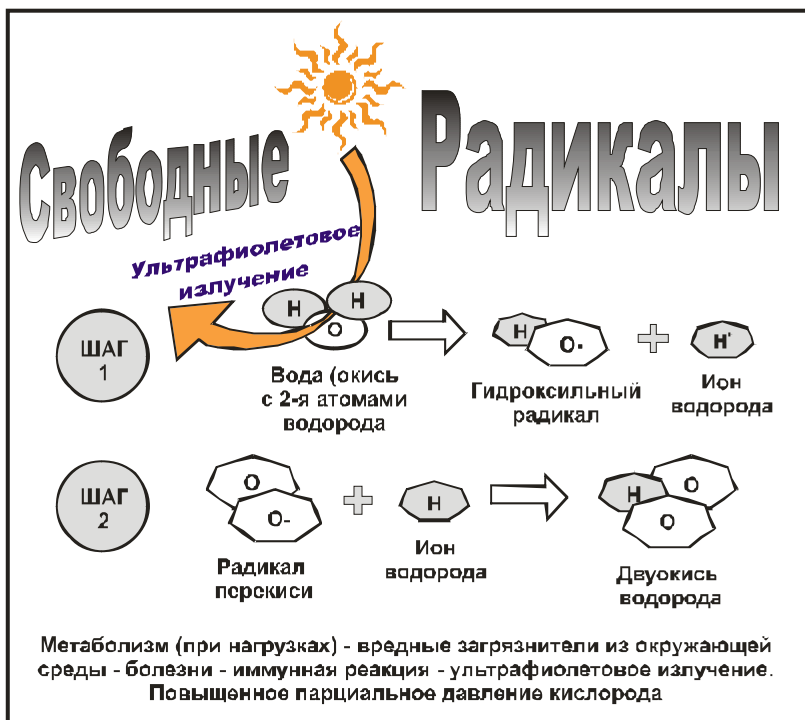 Свободные Радикалы
Ультрафиолетовое
излучение
ШАГ
1
H
H
O
Вода (окись
с 2-я атомами
водорода
H
O•
Гидроксильный
радикал
+
H'
Ион
водорода
ШАГ
2
O
O-
Радикал
перекиси
+
H
Ион
водорода
H
O
O
Двуокись
водорода
Метаболизм (при нагрузках) - вредные загрязнители из окружающей
среды - болезни - иммунная реакция - ультрафиолетовое излучение.
Повыщенное парциальное давление кислорода